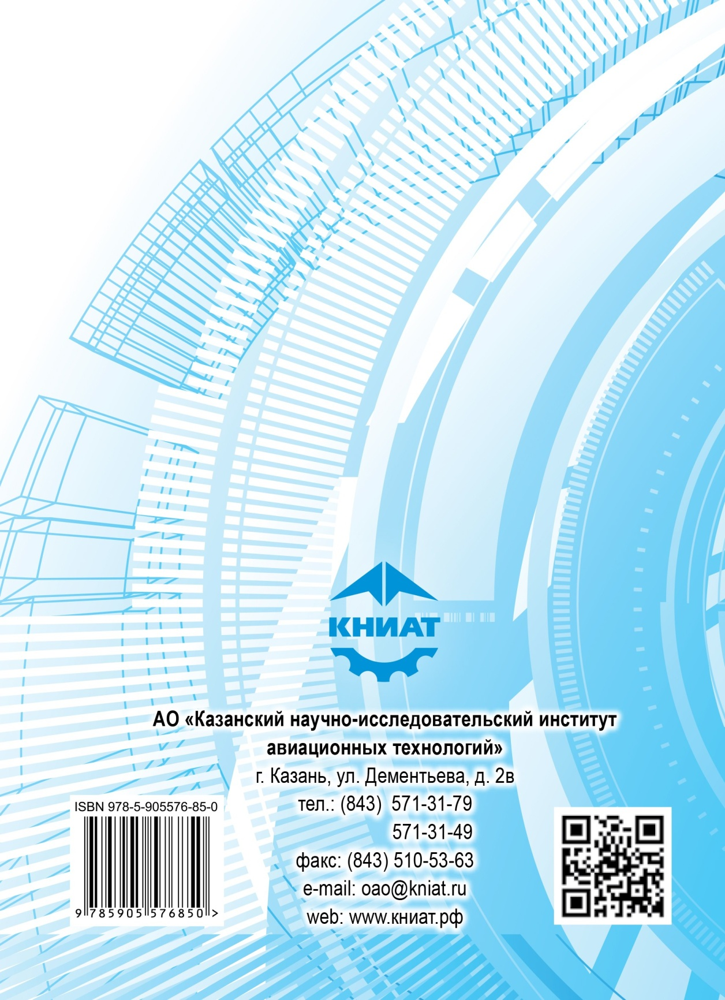 КНИАТ
АО «Казанский научно-исследовательский институт
авиационных технологий»
г. Казань, ул. Дементьева, д. 2в
тел.: (843) 571-31-79
571-31-49
факс: (843) 510-53-63
e-mail: oao@kniat.ru
web: www.книат.рф
ISBN 978-5-905576-85-0
9 785905 576850 >